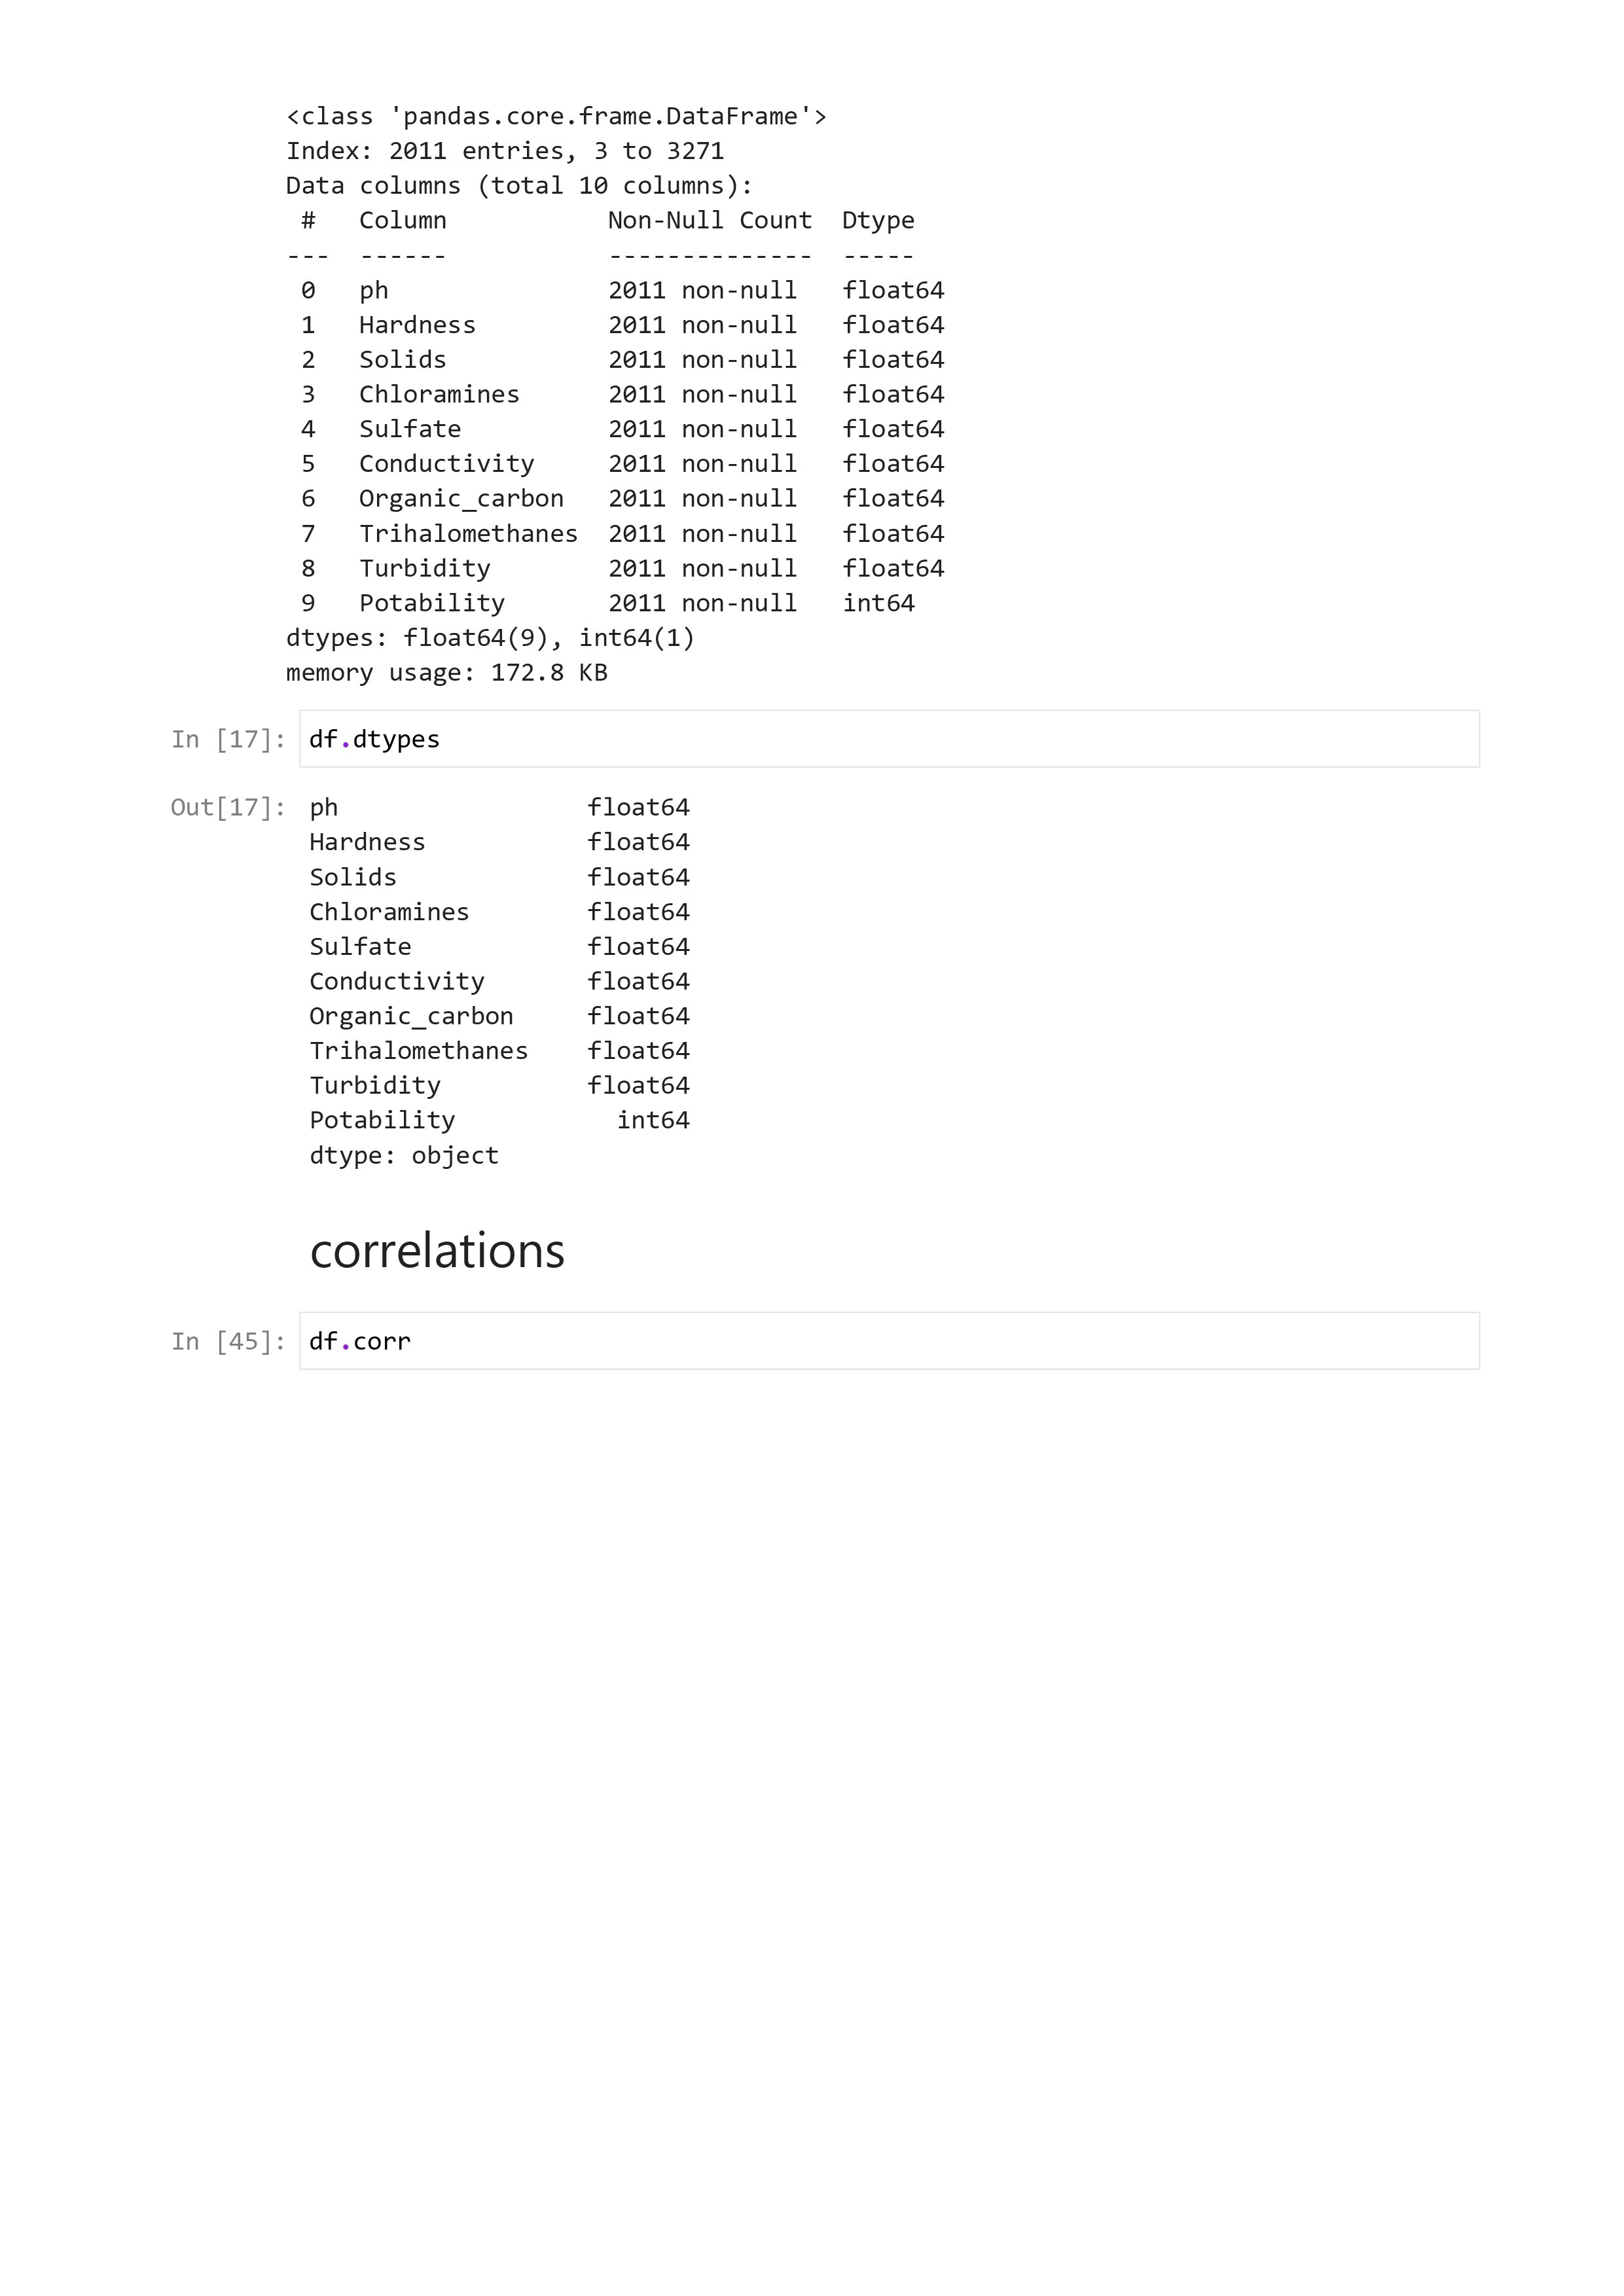 <class 'pandas.core.frame.DataFrame'>
Index: 2011 entries, 3 to 3271
Data columns (total 10 columns):
 #   Column           Non-Null Count  Dtype
---  ------           --------------  -----
 0   ph               2011 non-null   float64
 1   Hardness         2011 non-null   float64
 2   Solids           2011 non-null   float64
 3   Chloramines      2011 non-null   float64
 4   Sulfate          2011 non-null   float64
 5   Conductivity     2011 non-null   float64
 6   Organic_carbon   2011 non-null   float64
 7   Trihalomethanes  2011 non-null   float64
 8   Turbidity        2011 non-null   float64
 9   Potability       2011 non-null   int64
dtypes: float64(9), int64(1)
memory usage: 172.8 KB
In [17]: df.dtypes
Out[17]: ph                 float64
Hardness           float64
Solids             float64
Chloramines        float64
Sulfate            float64
Conductivity       float64
Organic_carbon     float64
Trihalomethanes    float64
Turbidity          float64
Potability           int64
dtype: object
correlations
In [45]: df.corr